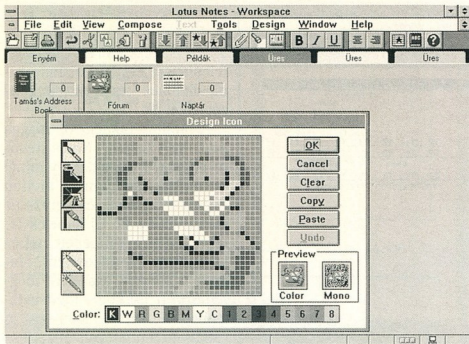 Lotus Notes - Workspace
File Edit View Compose Text Tools Design Window Help
B I U
Enyém Help Példák Üres Üres Üres
0 0 0
Tamás's Address Book Fórum Naptár
Design Icon
OK
Cancel
Clear
Copy
Paste
Undo
Preview
Color Mono
Color: K W R G B M Y C 1 2 3 4 5 6 7 8